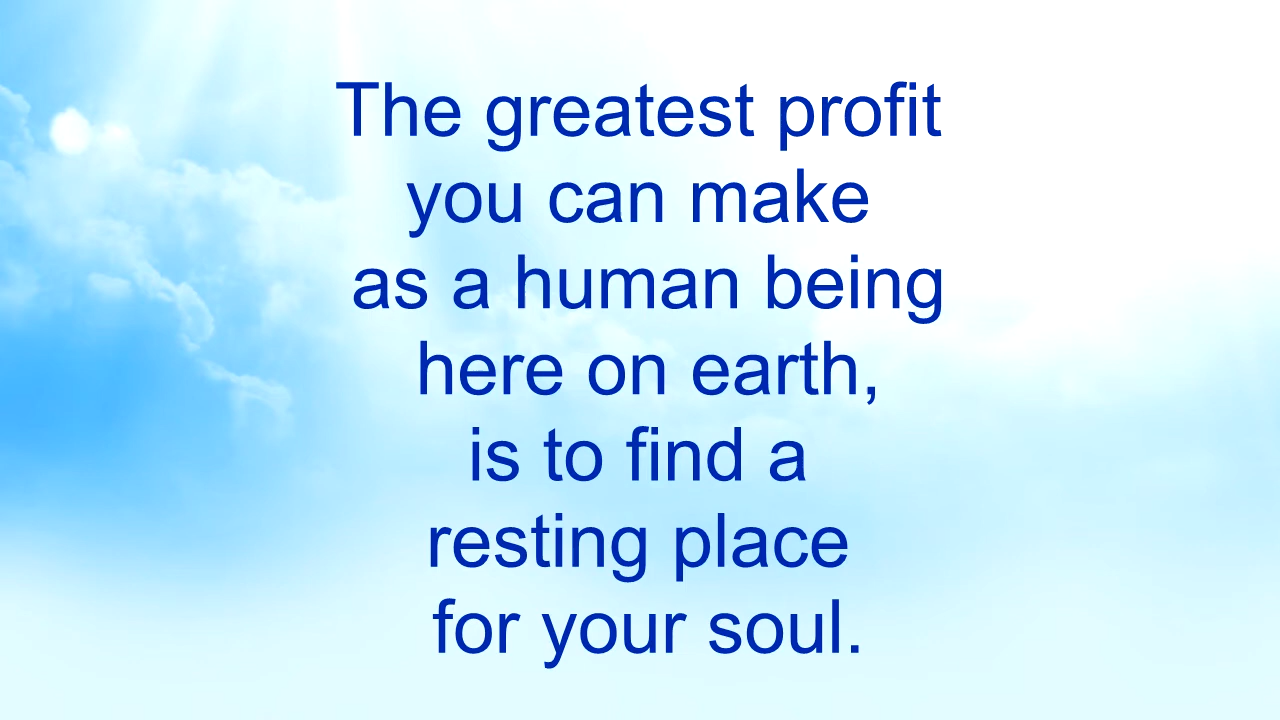 The greatest profit
you can make
as a human being
here on earth,
is to find a
resting place
for your soul.